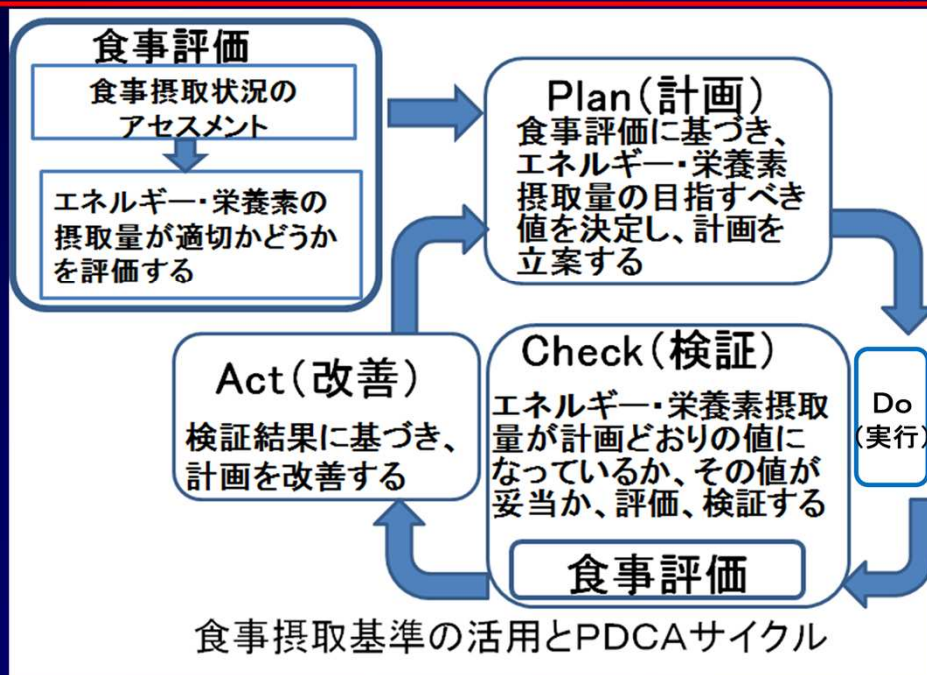 食事評価
食事摂取状況の
アセスメント
エネルギー・栄養素の
摂取量が適切かどうか
を評価する
Plan（計画）
食事評価に基づき、
エネルギー・栄養素
摂取量の目指すべき
値を決定し、計画を
立案する
Do
（実行）
Check（検証）
エネルギー・栄養素摂取
量が計画どおりの値に
なっているか、その値が
妥当か、評価、検証する
食事評価
Act（改善）
検証結果に基づき、
計画を改善する
食事摂取基準の活用とPDCAサイクル